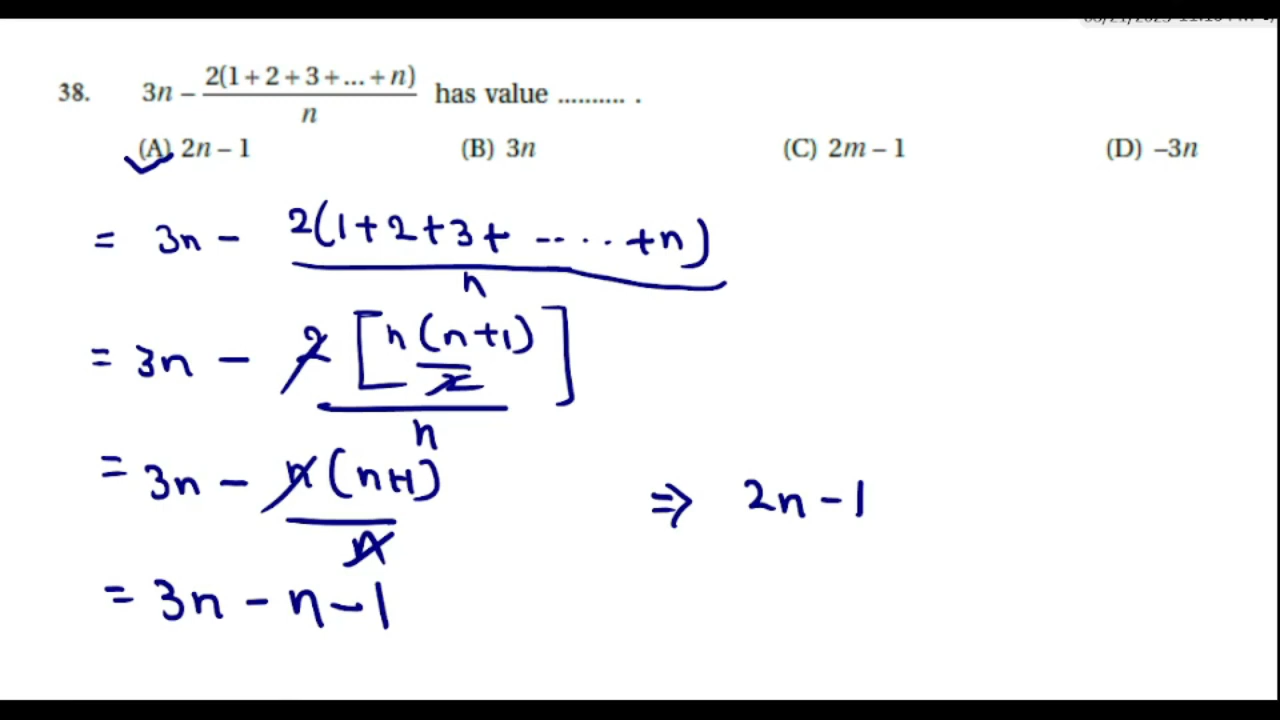 38. 3n – 2(1+2+3+...+n)/n has value .......... .
(A) 2n – 1 (B) 3n (C) 2m – 1 (D) –3n
= 3n – 2(1+2+3+ ..... +n)/n
= 3n – 2[n(n+1)/2]/n
= 3n – n(n+1)/n
⇒ 2n – 1
= 3n – n – 1